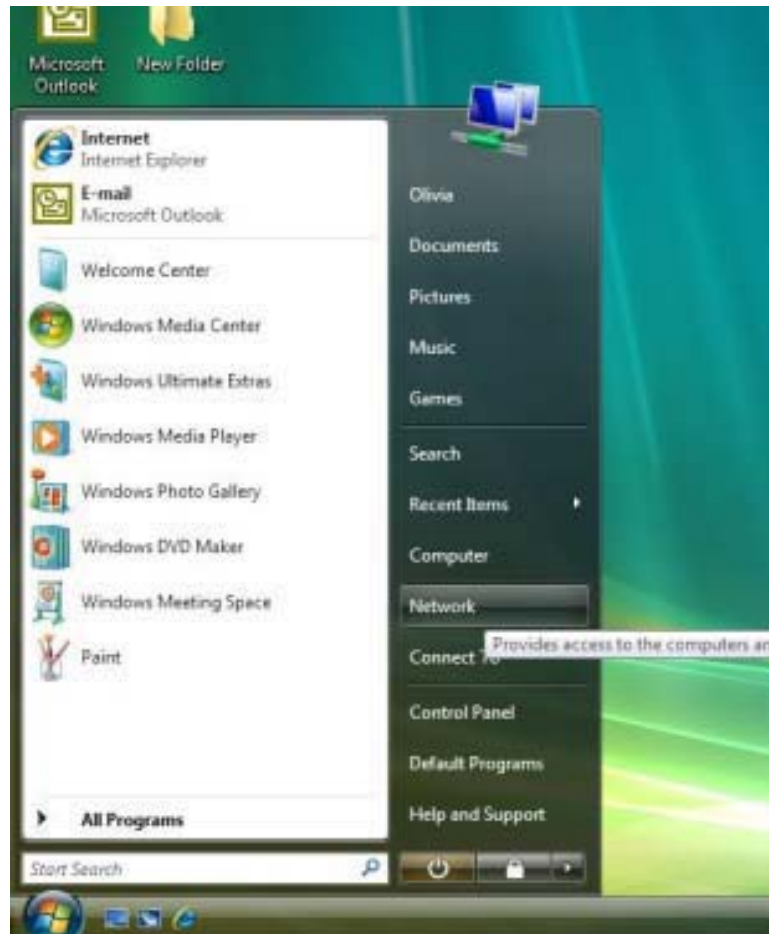 Microsoft
Outlook
New Folder
Internet
Internet Explorer
E-mail
Microsoft Outlook
Welcome Center
Windows Media Center
Windows Ultimate Extras
Windows Media Player
Windows Photo Gallery
Windows DVD Maker
Windows Meeting Space
Paint
All Programs
Start Search
Olivia
Documents
Pictures
Music
Games
Search
Recent Items
Computer
Network
Provides access to the computers an
Connect To
Control Panel
Default Programs
Help and Support